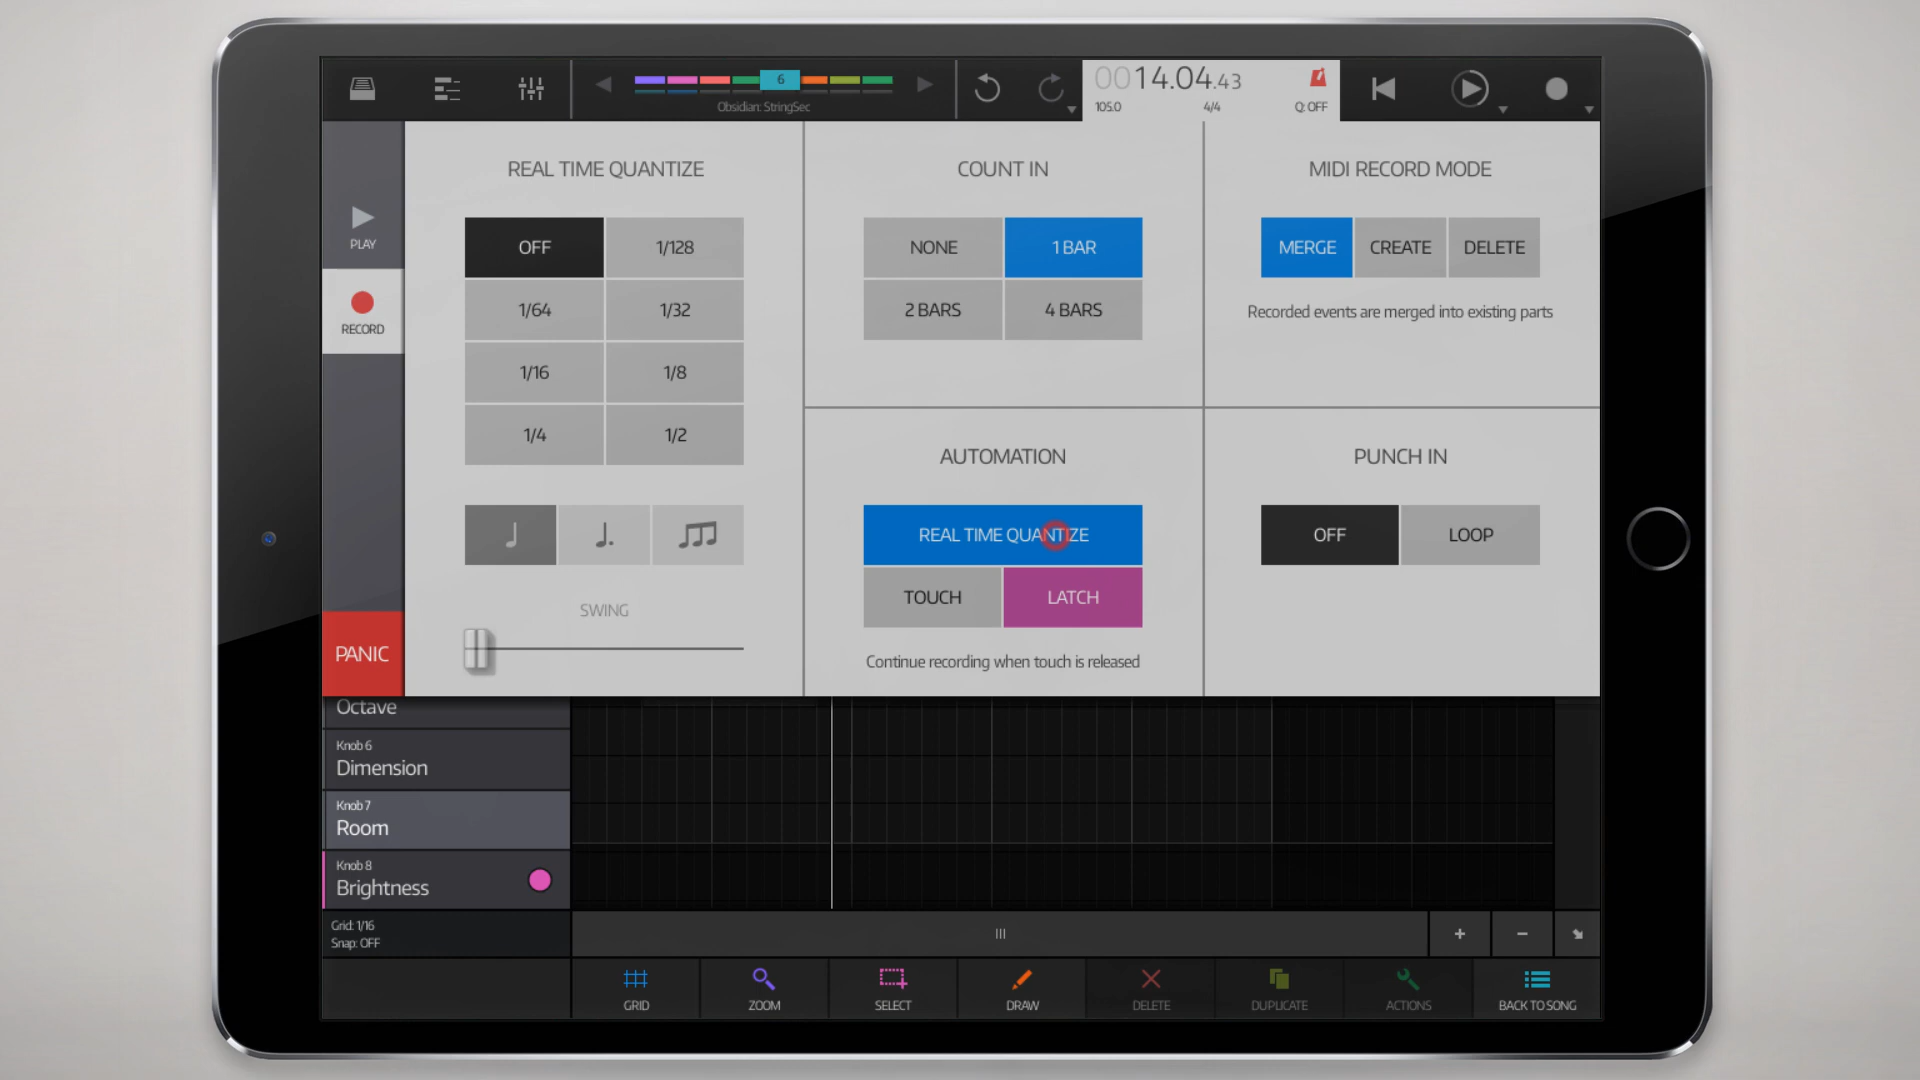 6
Obsidian: StringSec
0014.04.43
105.0
4/4
Q: OFF
PLAY
RECORD
PANIC
REAL TIME QUANTIZE
OFF
1/128
1/64
1/32
1/16
1/8
1/4
1/2
SWING
COUNT IN
NONE
1 BAR
2 BARS
4 BARS
MIDI RECORD MODE
MERGE
CREATE
DELETE
Recorded events are merged into existing parts
AUTOMATION
REAL TIME QUANTIZE
TOUCH
LATCH
Continue recording when touch is released
PUNCH IN
OFF
LOOP
Octave
Knob 6
Dimension
Knob 7
Room
Knob 8
Brightness
Grid: 1/16
Snap: OFF
GRID
ZOOM
SELECT
DRAW
DELETE
DUPLICATE
ACTIONS
BACK TO SONG